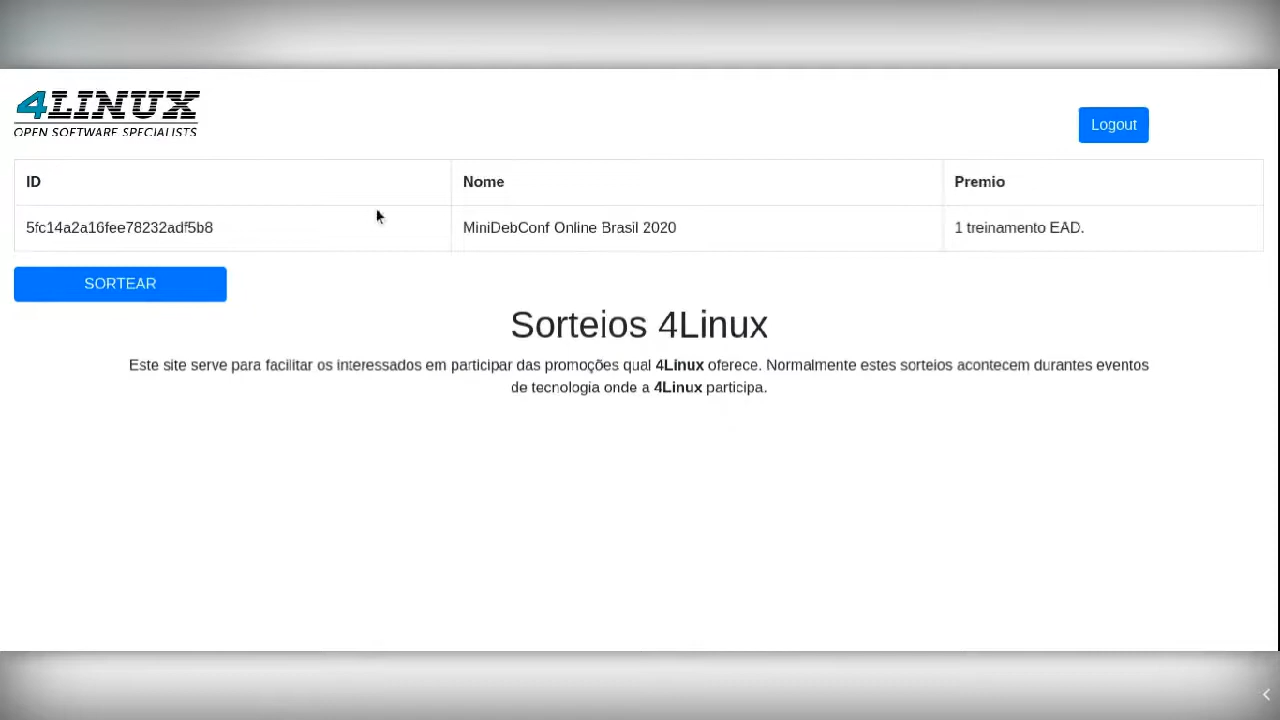 4LINUX
OPEN SOFTWARE SPECIALISTS
Logout
ID Nome Premio
5fc14a2a16fee78232adf5b8 MiniDebConf Online Brasil 2020 1 treinamento EAD.
SORTEAR
Sorteios 4Linux
Este site serve para facilitar os interessados em participar das promoções qual 4Linux oferece. Normalmente estes sorteios acontecem durantes eventos
de tecnologia onde a 4Linux participa.